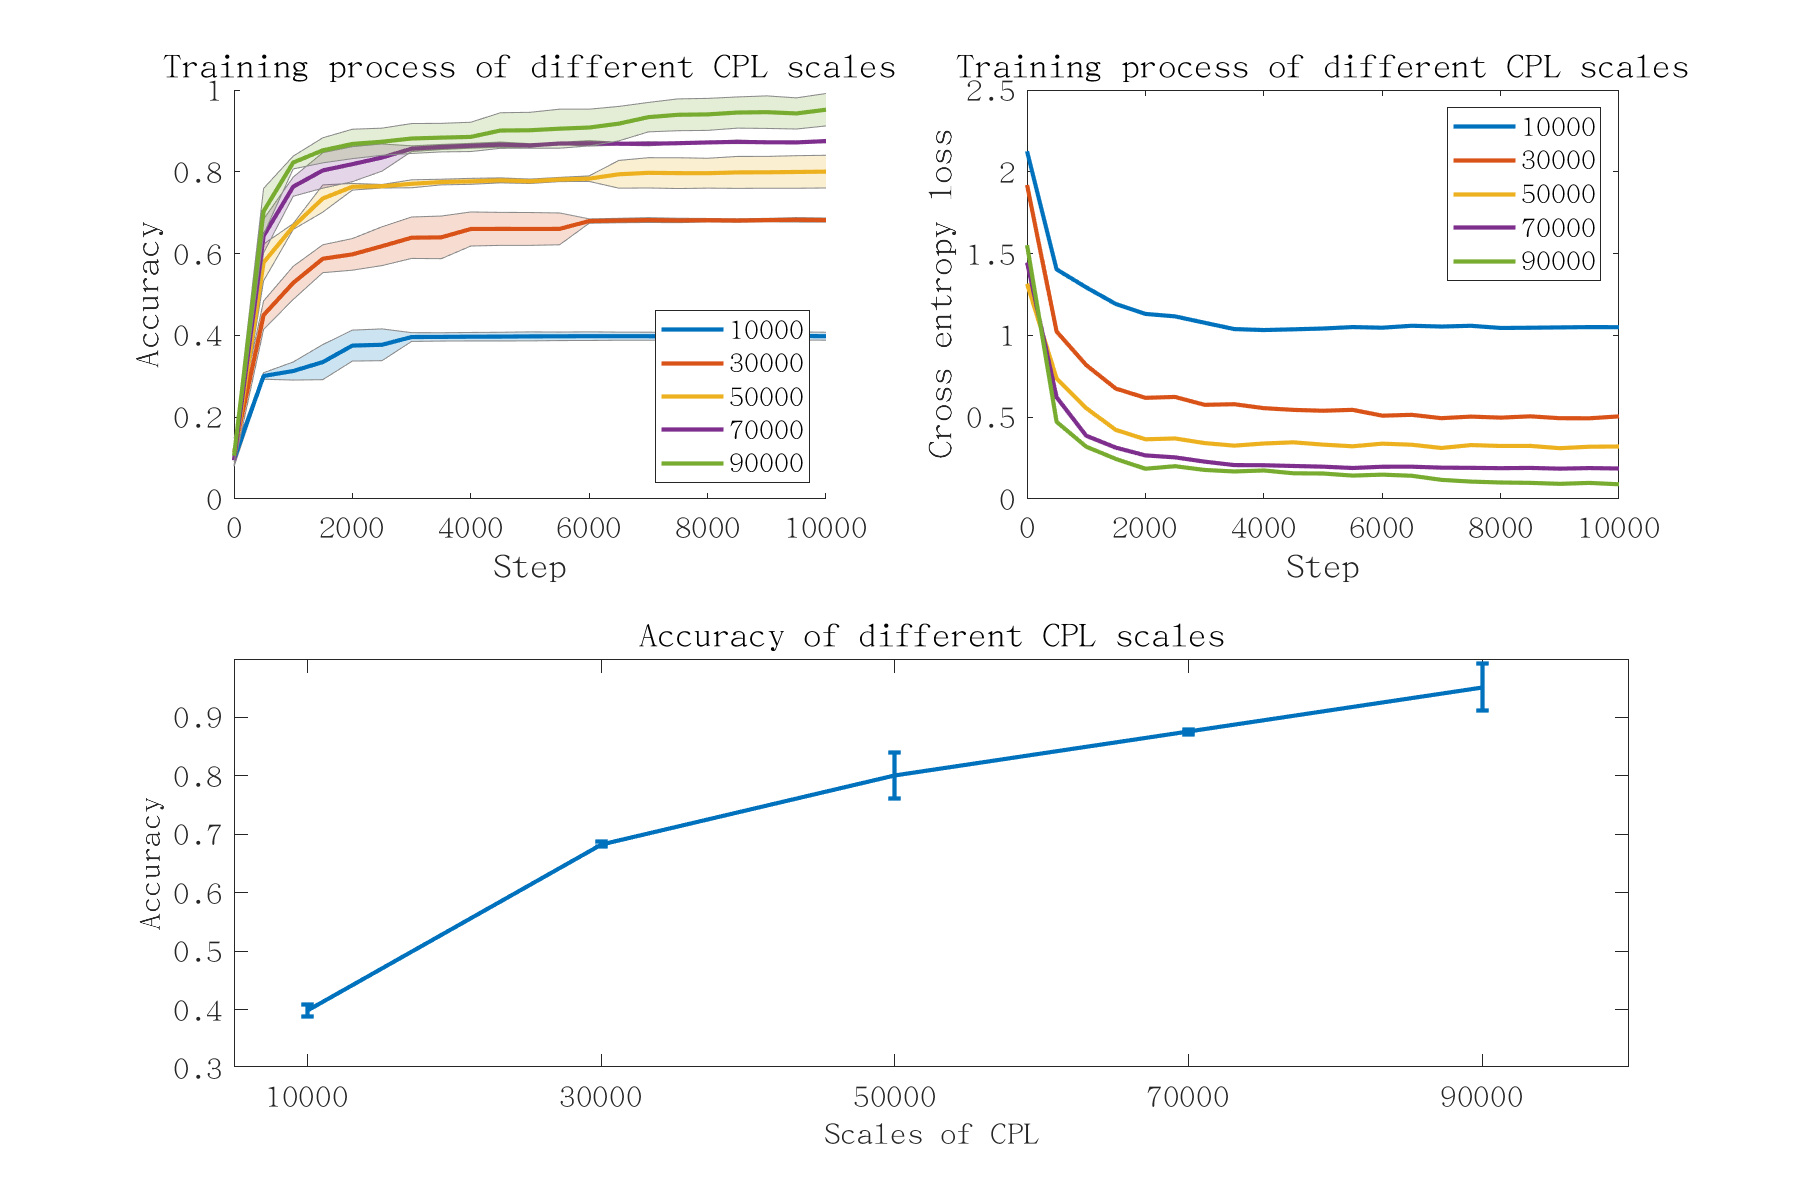 Training process of different CPL scales
1
0.8
0.6
0.4
0.2
0
Accuracy
0 2000 4000 6000 8000 10000
Step
10000
30000
50000
70000
90000
Training process of different CPL scales
2.5
2
1.5
1
0.5
0
Cross entropy loss
0 2000 4000 6000 8000 10000
Step
10000
30000
50000
70000
90000
Accuracy of different CPL scales
0.9
0.8
0.7
0.6
0.5
0.4
0.3
Accuracy
10000 30000 50000 70000 90000
Scales of CPL